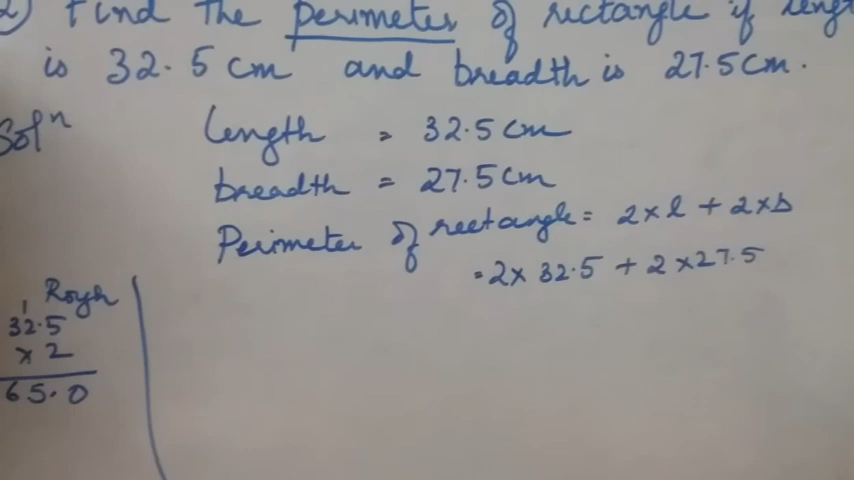 2) Find the perimeter of rectangle if length
is 32.5 cm and breadth is 27.5 cm.
Solⁿ
length = 32.5 cm
breadth = 27.5 cm
Perimeter of rectangle = 2 × l + 2 × b
= 2 × 32.5 + 2 × 27.5
Rough
1
32.5
× 2
65.0